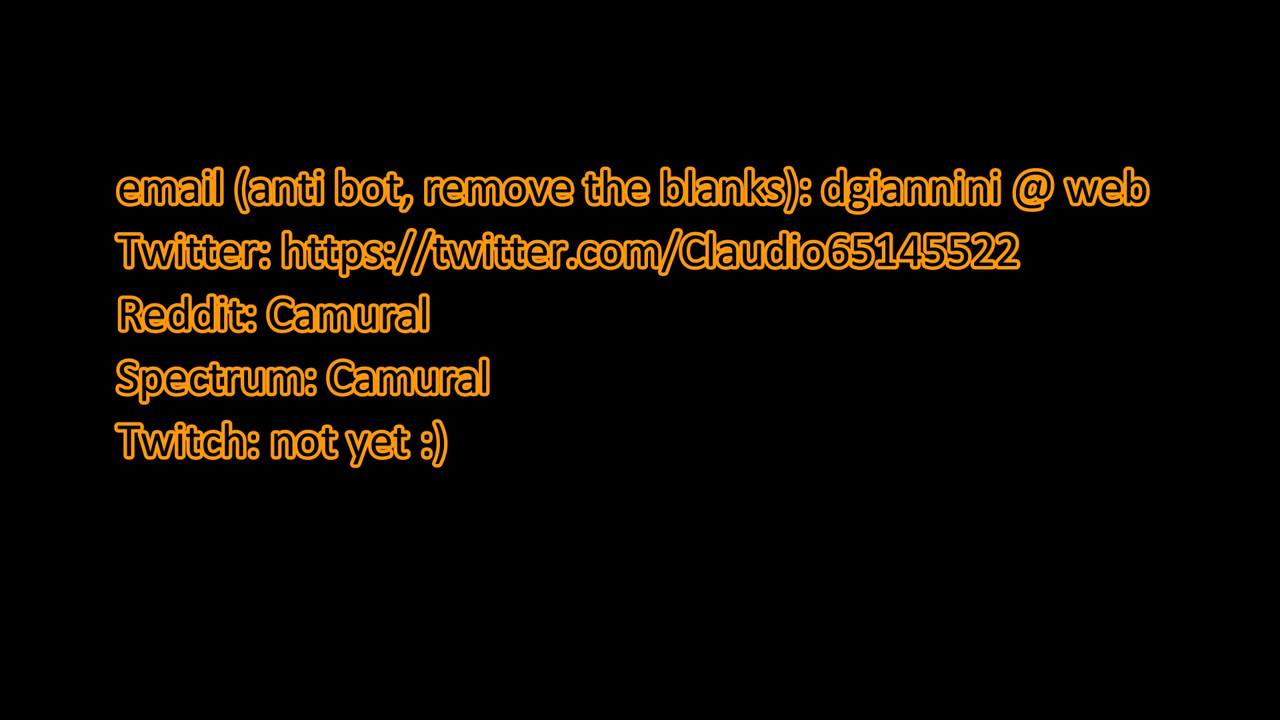 email (anti bot, remove the blanks): dgiannini @ web
Twitter: https://twitter.com/Claudio65145522
Reddit: Camural
Spectrum: Camural
Twitch: not yet :)